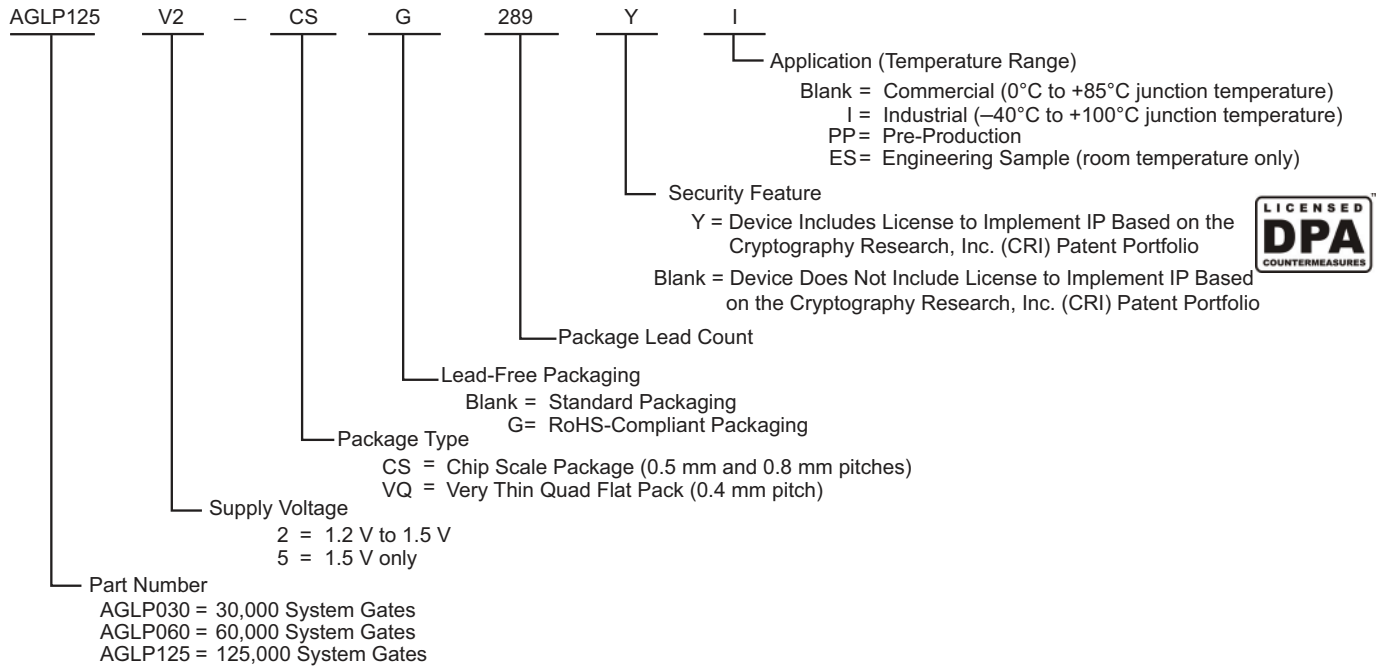 AGLP125 V2 – CS G 289 Y I
Application (Temperature Range)
Blank = Commercial (0°C to +85°C junction temperature)
I = Industrial (–40°C to +100°C junction temperature)
PP = Pre-Production
ES = Engineering Sample (room temperature only)
Security Feature
Y = Device Includes License to Implement IP Based on the
Cryptography Research, Inc. (CRI) Patent Portfolio
Blank = Device Does Not Include License to Implement IP Based
on the Cryptography Research, Inc. (CRI) Patent Portfolio
LICENSED
DPA
COUNTERMEASURES
™
Package Lead Count
Lead-Free Packaging
Blank = Standard Packaging
G= RoHS-Compliant Packaging
Package Type
CS = Chip Scale Package (0.5 mm and 0.8 mm pitches)
VQ = Very Thin Quad Flat Pack (0.4 mm pitch)
Supply Voltage
2 = 1.2 V to 1.5 V
5 = 1.5 V only
Part Number
AGLP030 = 30,000 System Gates
AGLP060 = 60,000 System Gates
AGLP125 = 125,000 System Gates